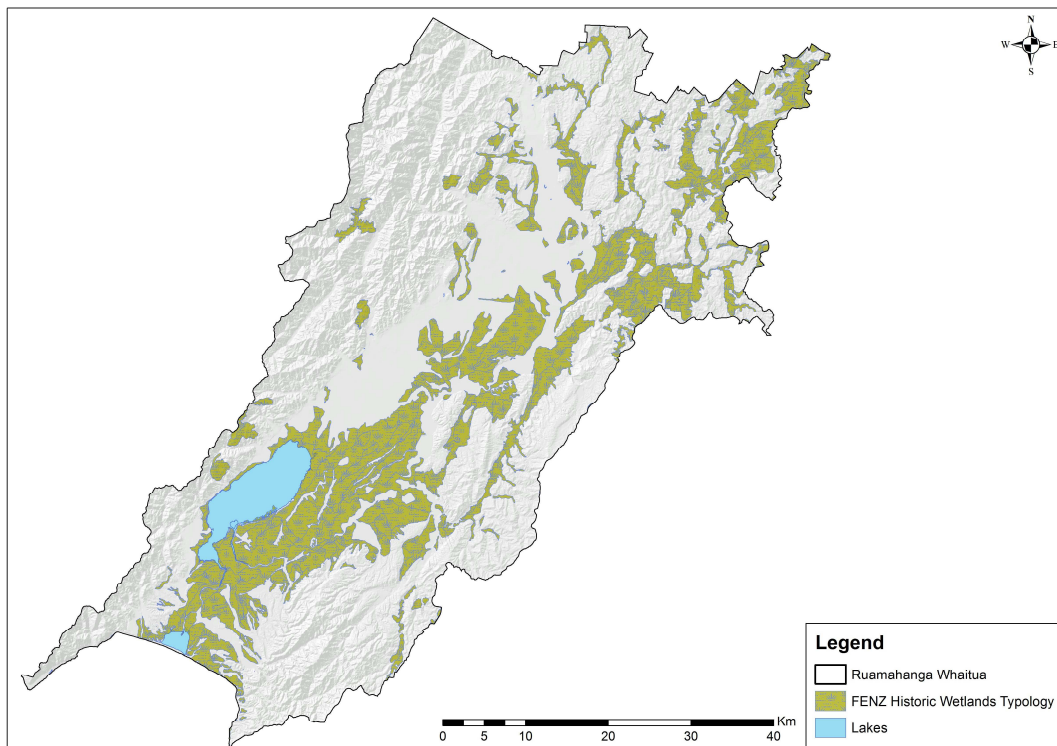 N
W E
S
Legend
Ruamahanga Whaitua
FENZ Historic Wetlands Typology
Lakes
Km
0 5 10 20 30 40